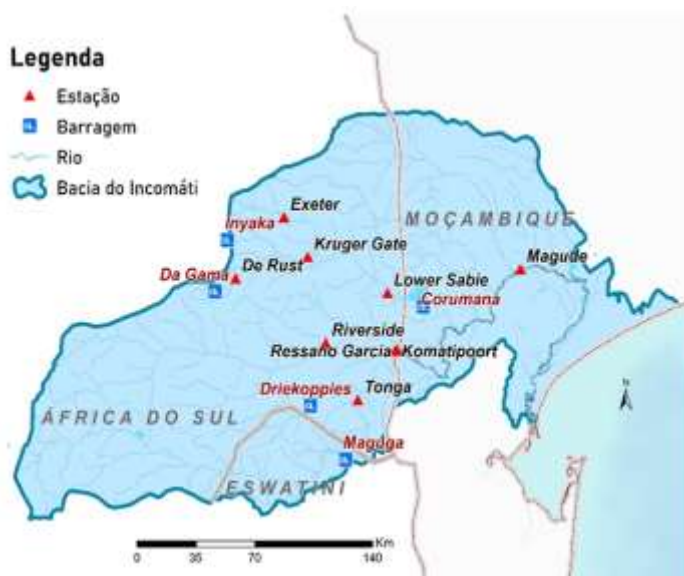 Legenda
Estação
Barragem
Rio
Bacia do Incomáti
Exeter
Inyaka
MOÇAMBIQUE
Kruger Gate
Magude
De Rust
Da Gama
Lower Sabie
Corumana
Riverside
Ressano Garcia Komatipoort
Driekoppies
Tonga
ÁFRICA DO SUL
Maguga
ESWATINI
N
Km
0 35 70 140